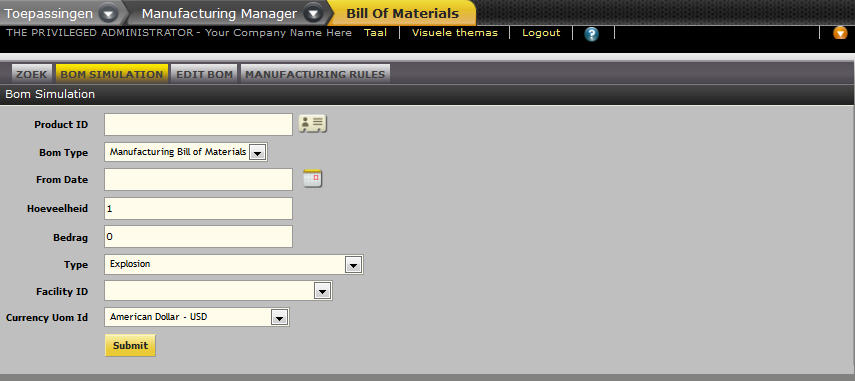 Toepassingen Manufacturing Manager Bill Of Materials
THE PRIVILEGED ADMINISTRATOR - Your Company Name Here Taal Visuele themas Logout ?
ZOEK BOM SIMULATION EDIT BOM MANUFACTURING RULES
Bom Simulation
Product ID
Bom Type Manufacturing Bill of Materials
From Date
Hoeveelheid 1
Bedrag 0
Type Explosion
Facility ID
Currency Uom Id American Dollar - USD
Submit